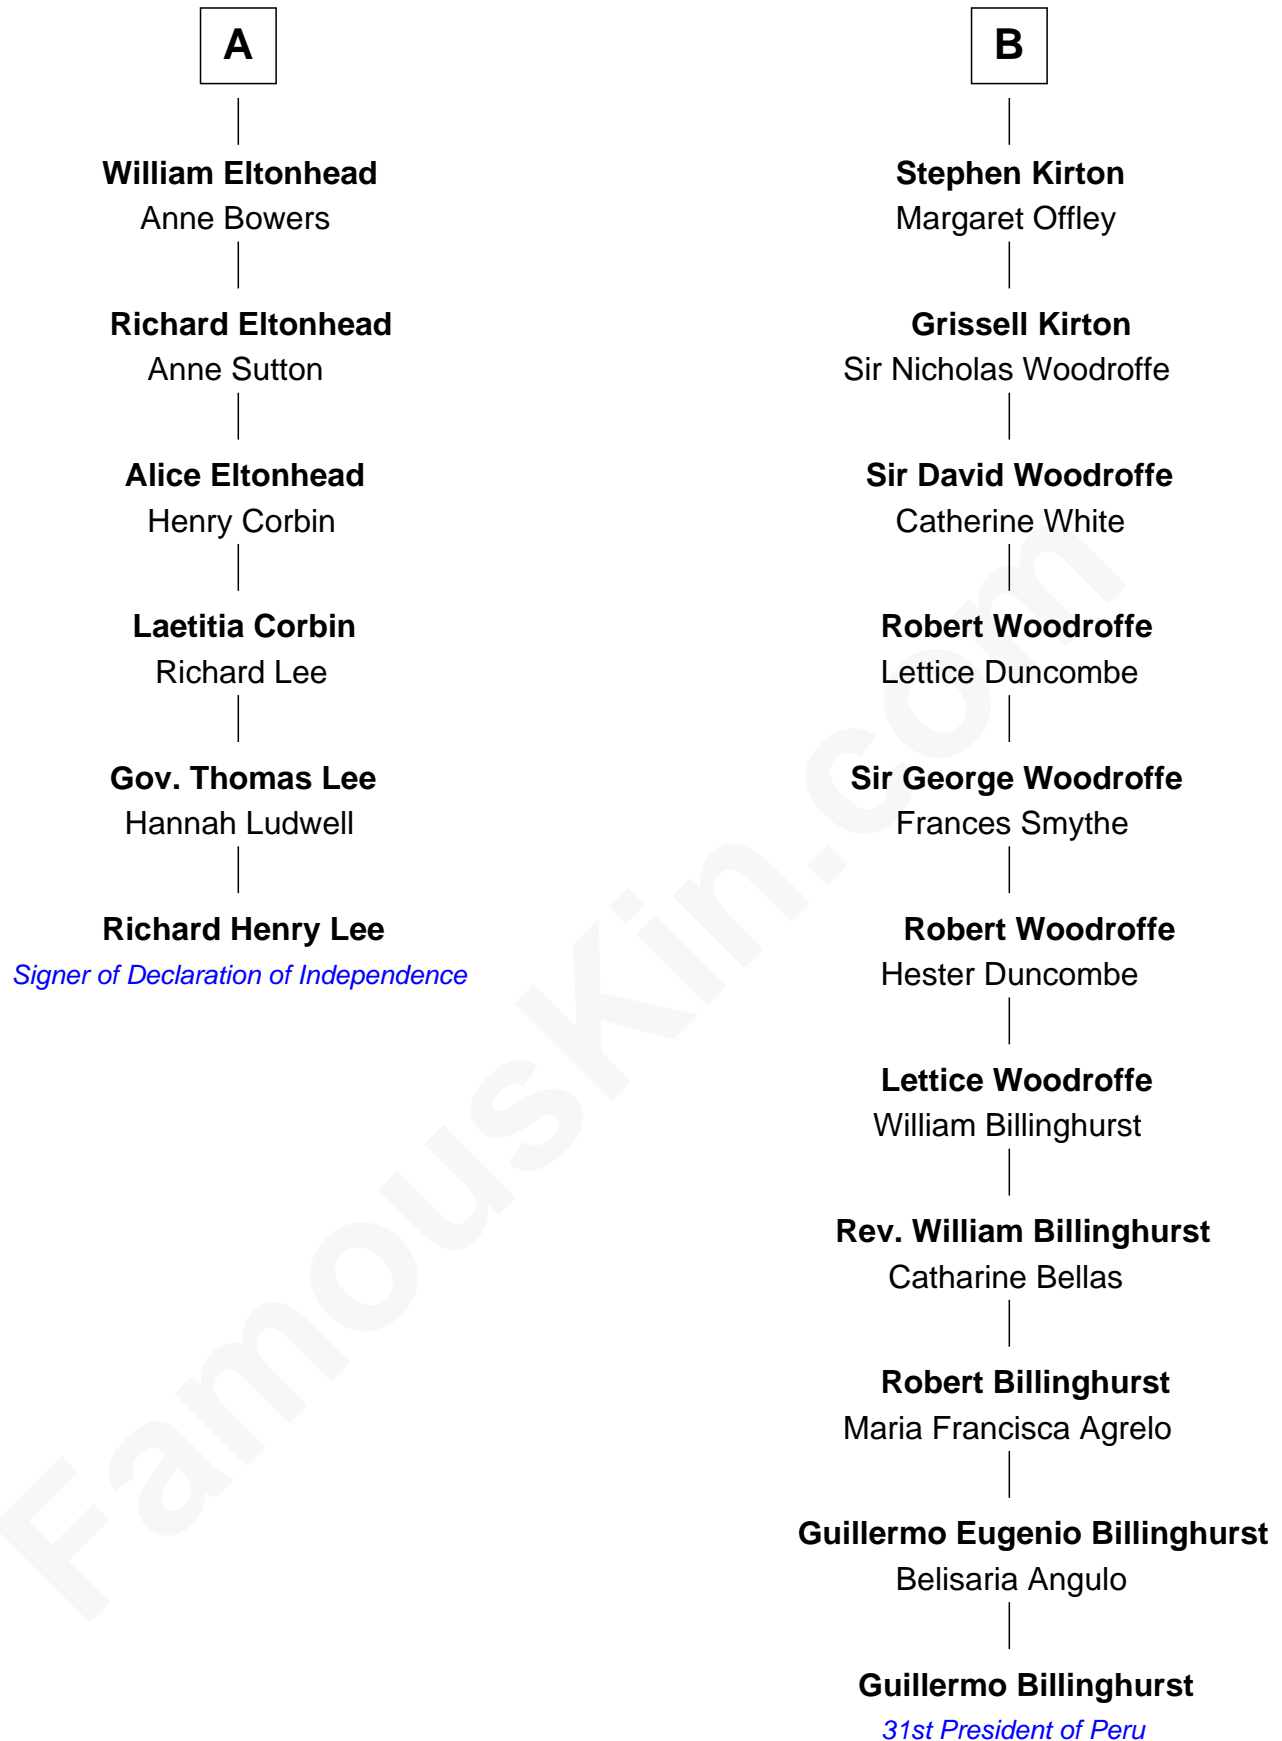 A
William Eltonhead
Anne Bowers
Richard Eltonhead
Anne Sutton
Alice Eltonhead
Henry Corbin
Laetitia Corbin
Richard Lee
Gov. Thomas Lee
Hannah Ludwell
Richard Henry Lee
Signer of Declaration of Independence
B
Stephen Kirton
Margaret Offley
Grissell Kirton
Sir Nicholas Woodroffe
Sir David Woodroffe
Catherine White
Robert Woodroffe
Lettice Duncombe
Sir George Woodroffe
Frances Smythe
Robert Woodroffe
Hester Duncombe
Lettice Woodroffe
William Billinghurst
Rev. William Billinghurst
Catharine Bellas
Robert Billinghurst
Maria Francisca Agrelo
Guillermo Eugenio Billinghurst
Belisaria Angulo
Guillermo Billinghurst
31st President of Peru
FamousKin.com